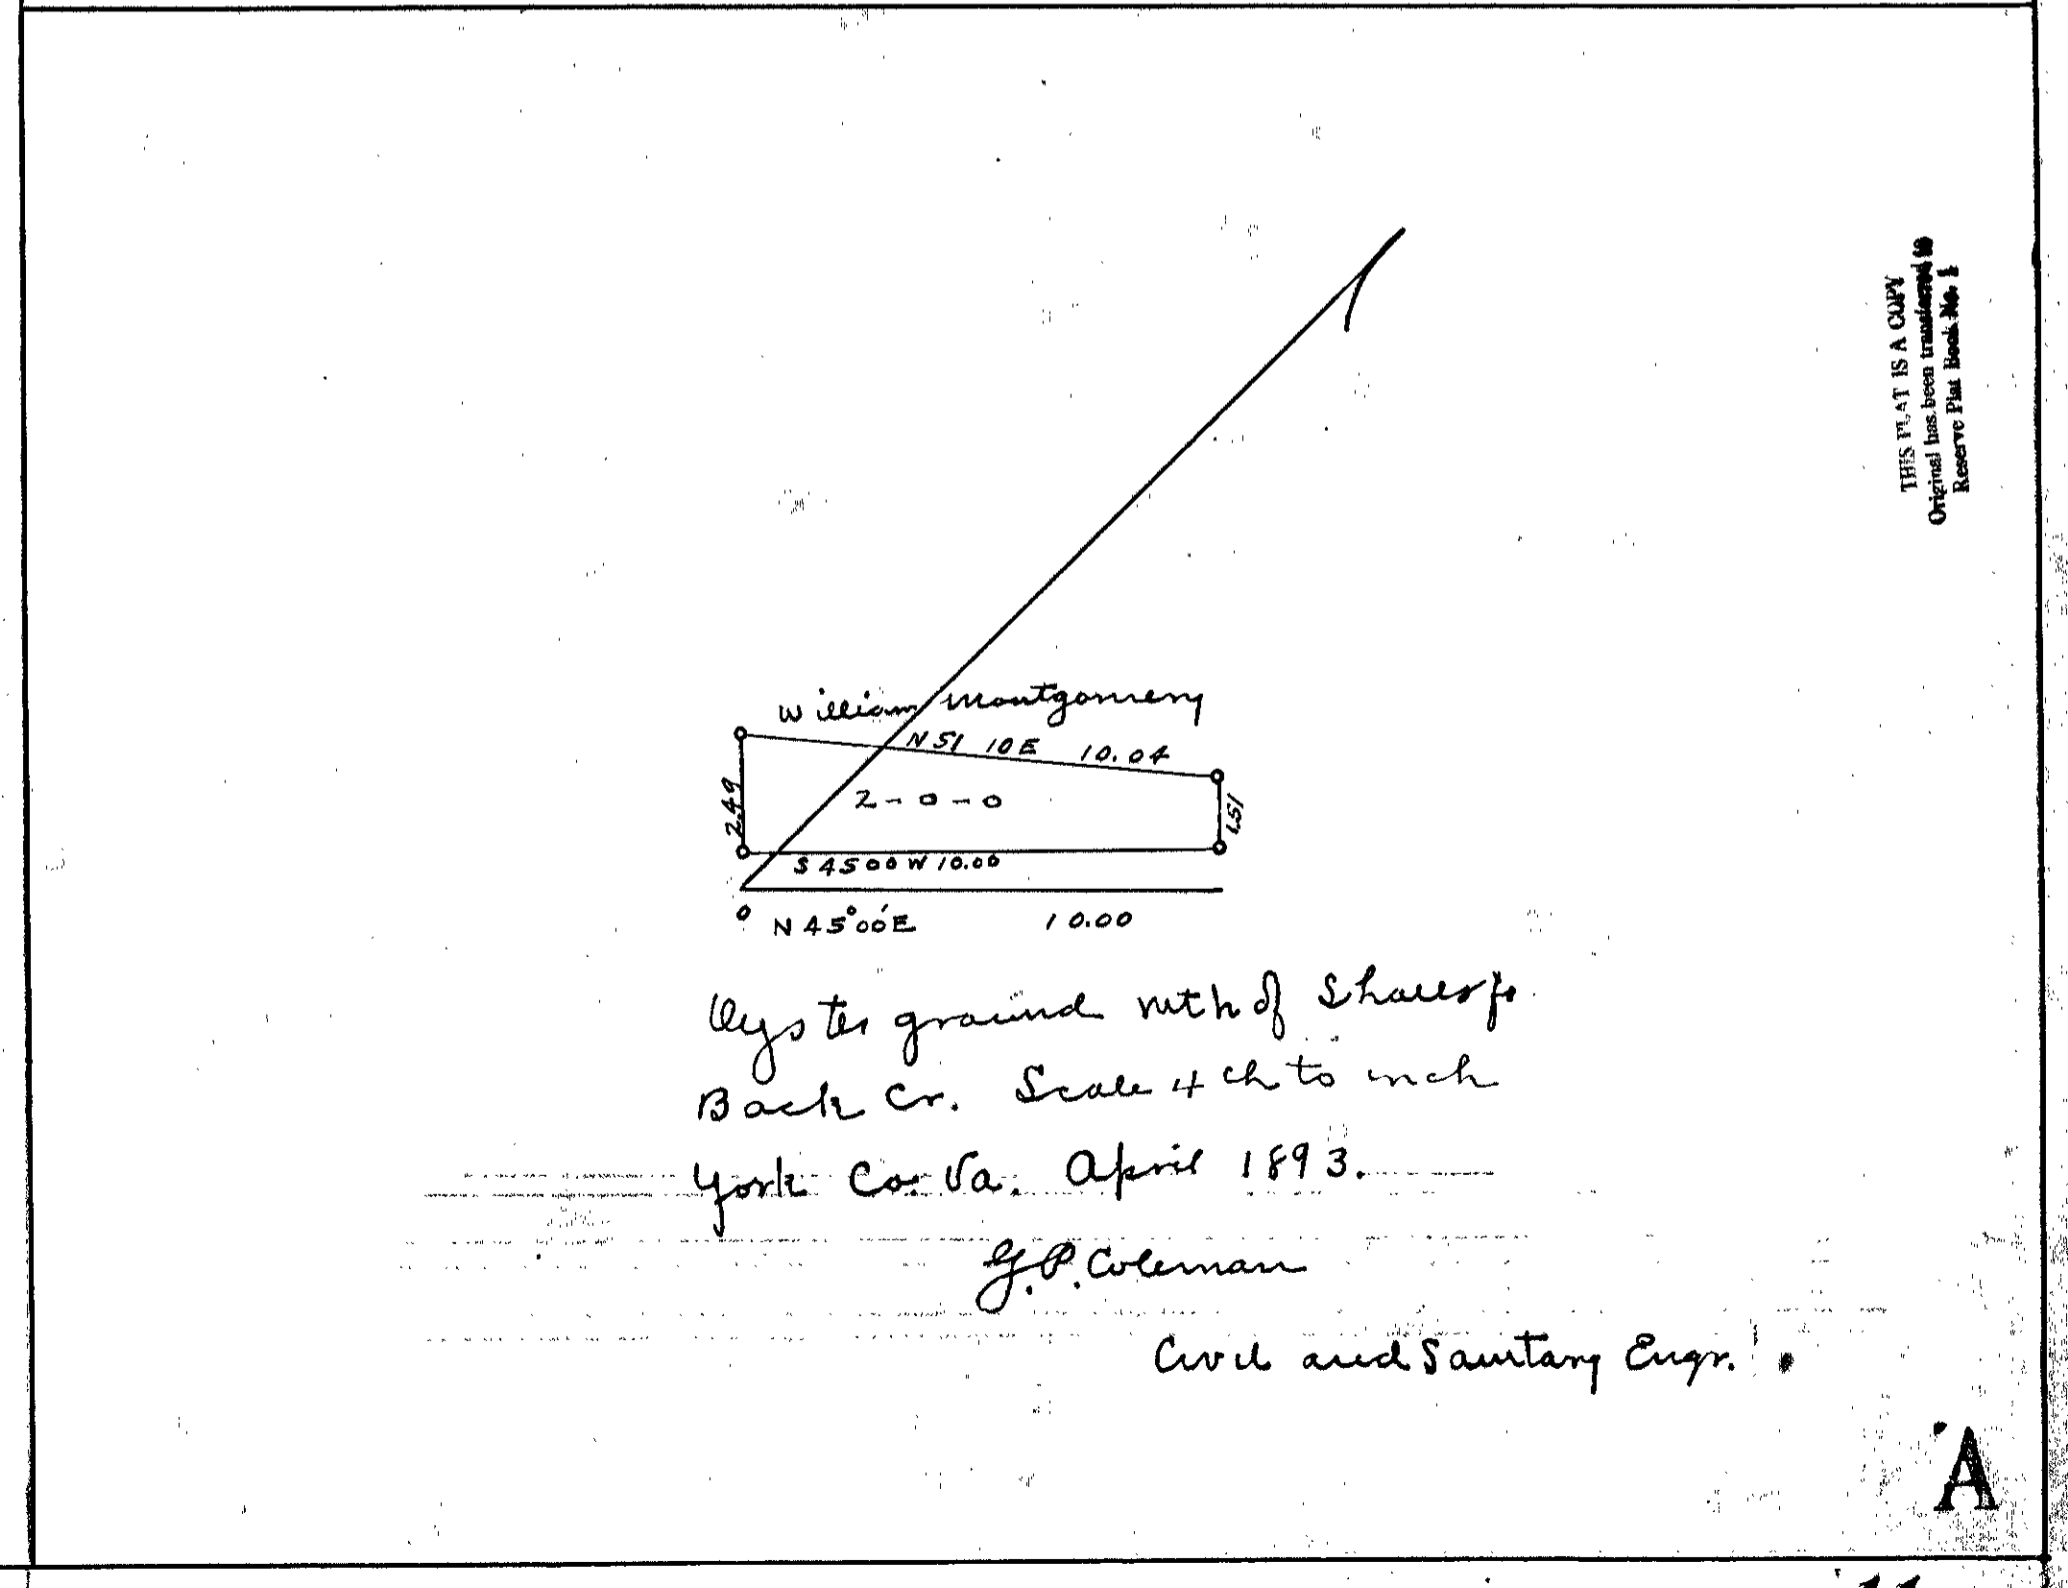 William Montgomery
N 51 10 E 10.04
2.49
2 - 0 - 0
1.51
S 45 00 W 10.00
0 N 45°00'E 10.00
Oyster ground mth of
Back Cr. Scale 4 ch to inch
York Co. Va. April 1893.
G.P. Coleman
Civil and Sanitary Engr.
THIS PLAT IS A COPY
Original has been transferred to
Reserve Plat Book No. 1
A